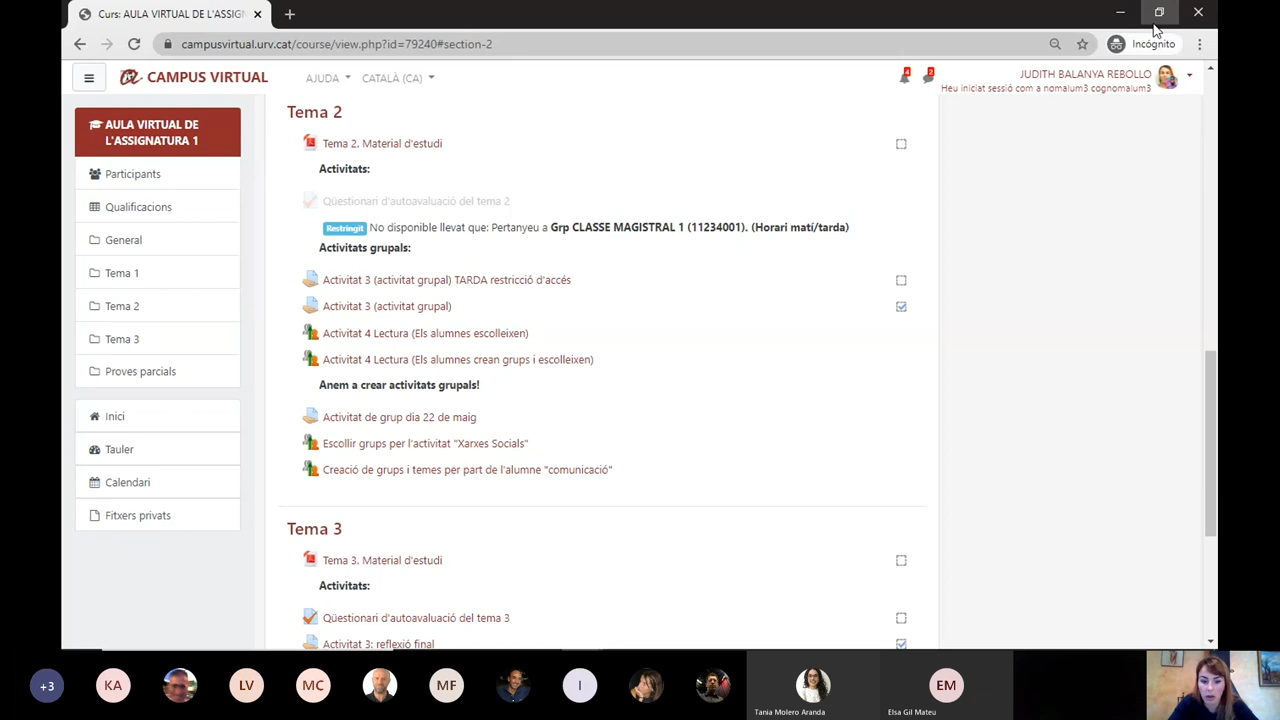 Curs: AULA VIRTUAL DE L'ASSIGN
campusvirtual.urv.cat/course/view.php?id=79240#section-2
Incógnito
CAMPUS VIRTUAL
AJUDA
CATALÀ (CA)
4
2
JUDITH BALANYA REBOLLO
Heu iniciat sessió com a nomalum3 cognomalum3
AULA VIRTUAL DE
L'ASSIGNATURA 1
Participants
Qualificacions
General
Tema 1
Tema 2
Tema 3
Proves parcials
Inici
Tauler
Calendari
Fitxers privats
Tema 2
Tema 2. Material d'estudi
Activitats:
Qüestionari d'autoavaluació del tema 2
Restringit No disponible llevat que: Pertanyeu a Grp CLASSE MAGISTRAL 1 (11234001). (Horari matí/tarda)
Activitats grupals:
Activitat 3 (activitat grupal) TARDA restricció d'accés
Activitat 3 (activitat grupal)
Activitat 4 Lectura (Els alumnes escolleixen)
Activitat 4 Lectura (Els alumnes crean grups i escolleixen)
Anem a crear activitats grupals!
Activitat de grup dia 22 de maig
Escollir grups per l'activitat "Xarxes Socials"
Creació de grups i temes per part de l'alumne "comunicació"
Tema 3
Tema 3. Material d'estudi
Activitats:
Qüestionari d'autoavaluació del tema 3
Activitat 3: reflexió final
+3
KA
LV
MC
MF
I
Tania Molero Aranda
EM
Elsa Gil Mateu